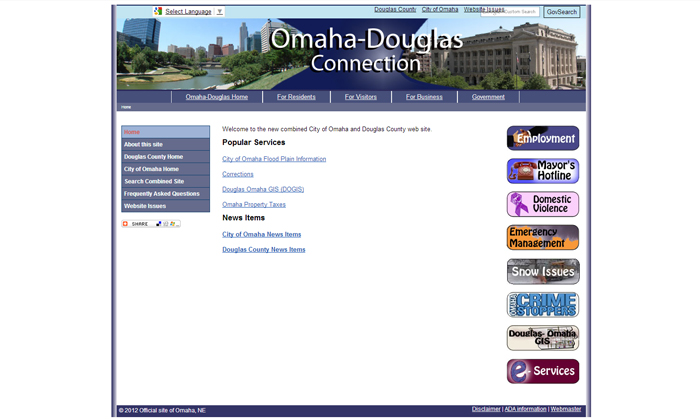 Select Language ▼
Douglas County City of Omaha Website Issues
Custom Search
GovSearch
Omaha-Douglas
Connection
Omaha-Douglas Home
For Residents
For Visitors
For Business
Government
Home
Home
About this site
Douglas County Home
City of Omaha Home
Search Combined Site
Frequently Asked Questions
Website Issues
SHARE
Welcome to the new combined City of Omaha and Douglas County web site.
Popular Services
City of Omaha Flood Plain Information
Corrections
Douglas Omaha GIS (DOGIS)
Omaha Property Taxes
News Items
City of Omaha News Items
Douglas County News Items
Employment
Mayor's
Hotline
Domestic
Violence
Emergency
Management
Snow Issues
OMAHA
CRIME
STOPPERS
Douglas- Omaha
GIS
e Services
© 2012 Official site of Omaha, NE
Disclaimer | ADA information | Webmaster